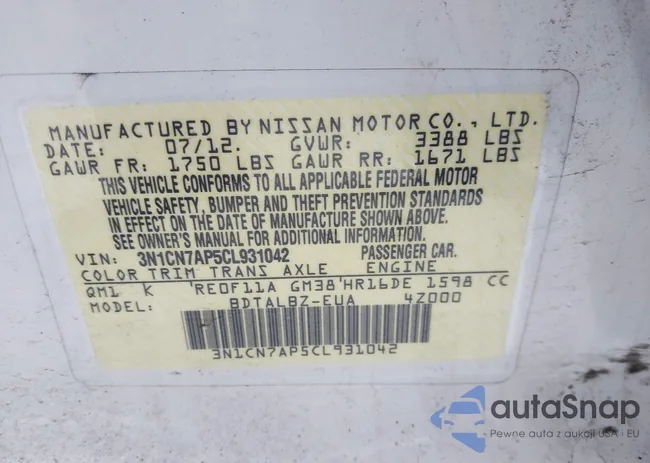 MANUFACTURED BY NISSAN MOTOR CO., LTD.
DATE: 07/12. GVWR: 3388 LBS
GAWR FR: 1750 LBS GAWR RR: 1671 LBS
THIS VEHICLE CONFORMS TO ALL APPLICABLE FEDERAL MOTOR
VEHICLE SAFETY, BUMPER AND THEFT PREVENTION STANDARDS
IN EFFECT ON THE DATE OF MANUFACTURE SHOWN ABOVE.
SEE OWNER'S MANUAL FOR ADDITIONAL INFORMATION.
VIN: 3N1CN7AP5CL931042 PASSENGER CAR.
COLOR TRIM TRANS AXLE ENGINE
QM1 K 'RE0F11A GM38'HR16DE 1598 CC
MODEL: BDTALBZ-EUA 4Z000
3N1CN7AP5CL931042
autaSnap
Pewne auta z aukcji USA i EU